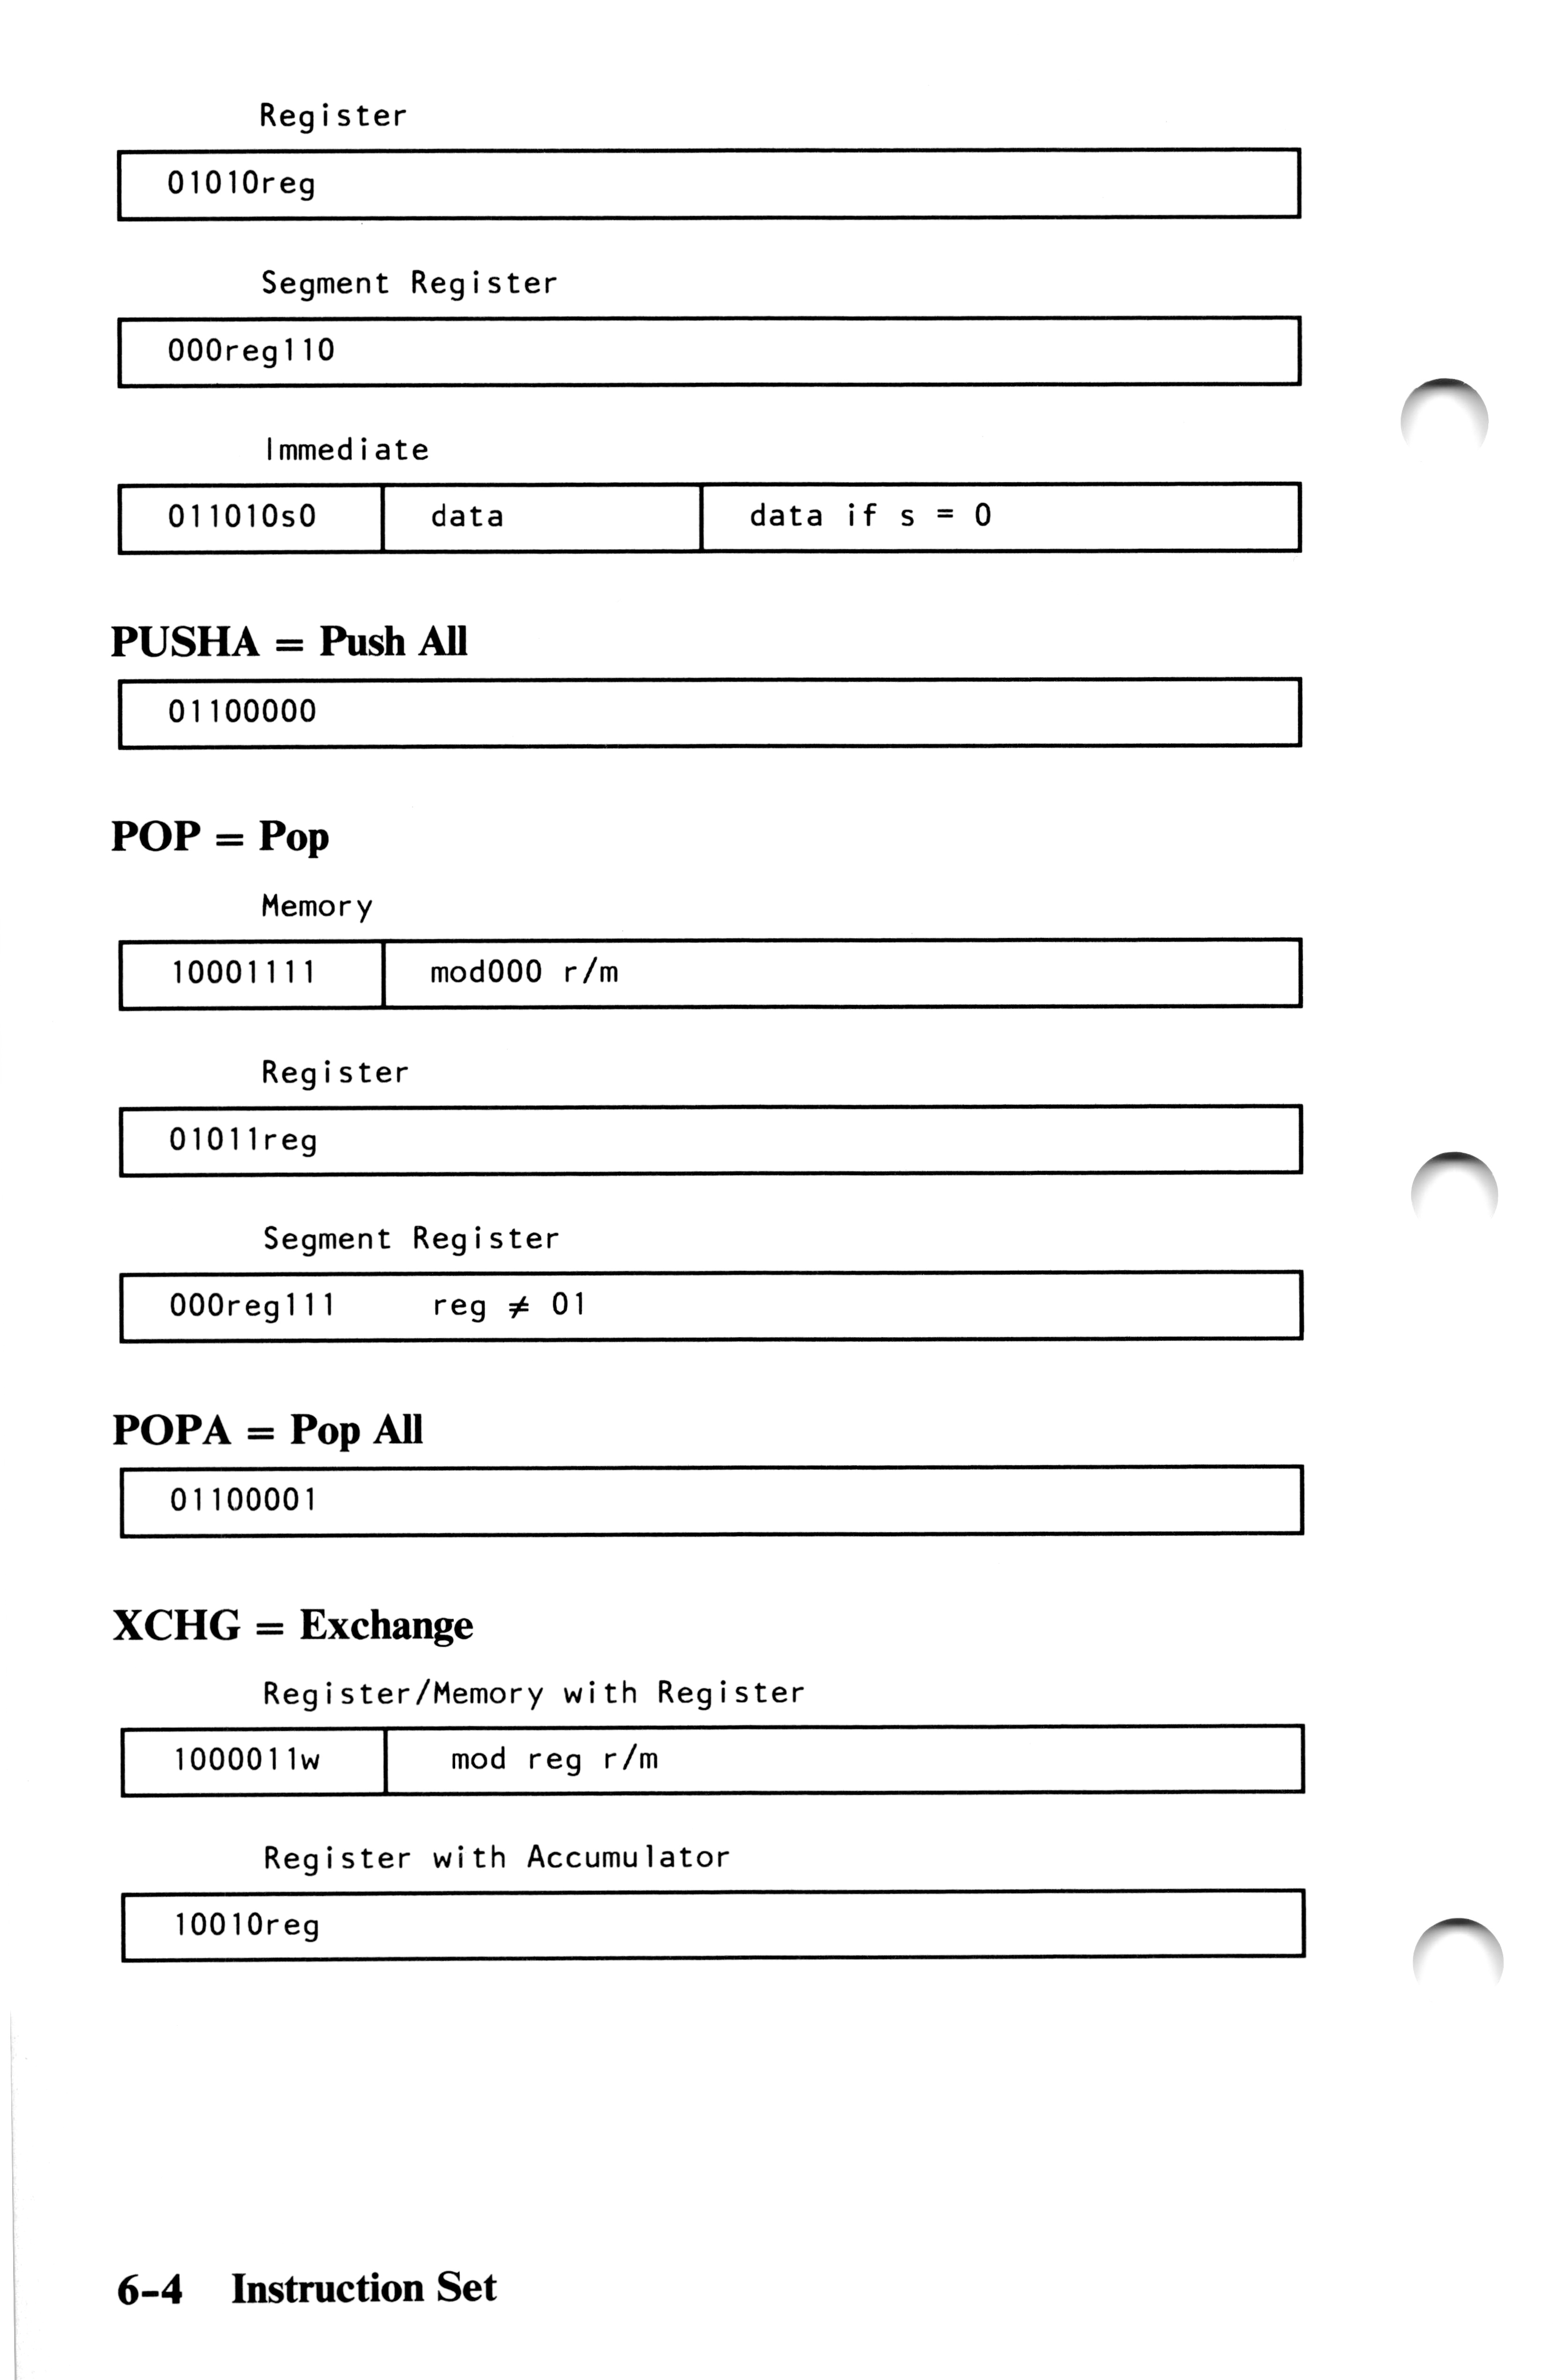 Register
01010reg
Segment Register
000reg110
Immediate
011010s0 data data if s = 0
PUSHA = Push All
01100000
POP = Pop
Memory
10001111 mod000 r/m
Register
01011reg
Segment Register
000reg111 reg ≠ 01
POPA = Pop All
01100001
XCHG = Exchange
Register/Memory with Register
1000011w mod reg r/m
Register with Accumulator
10010reg
6-4 Instruction Set